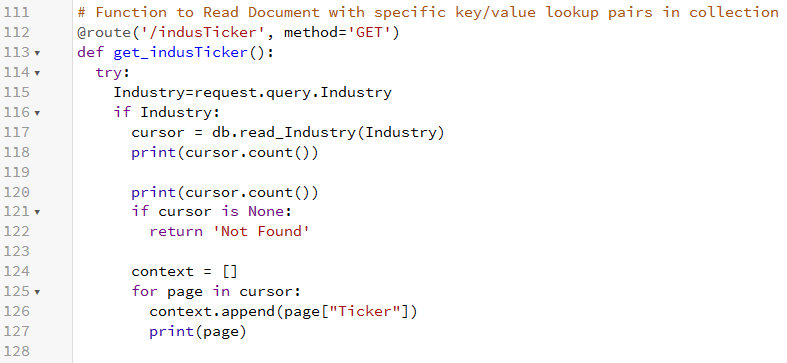 111 # Function to Read Document with specific key/value lookup pairs in collection
112 @route('/indusTicker', method='GET')
113 def get_indusTicker():
114 try:
115 Industry=request.query.Industry
116 if Industry:
117 cursor = db.read_Industry(Industry)
118 print(cursor.count())
119
120 print(cursor.count())
121 if cursor is None:
122 return 'Not Found'
123
124 context = []
125 for page in cursor:
126 context.append(page["Ticker"])
127 print(page)
128